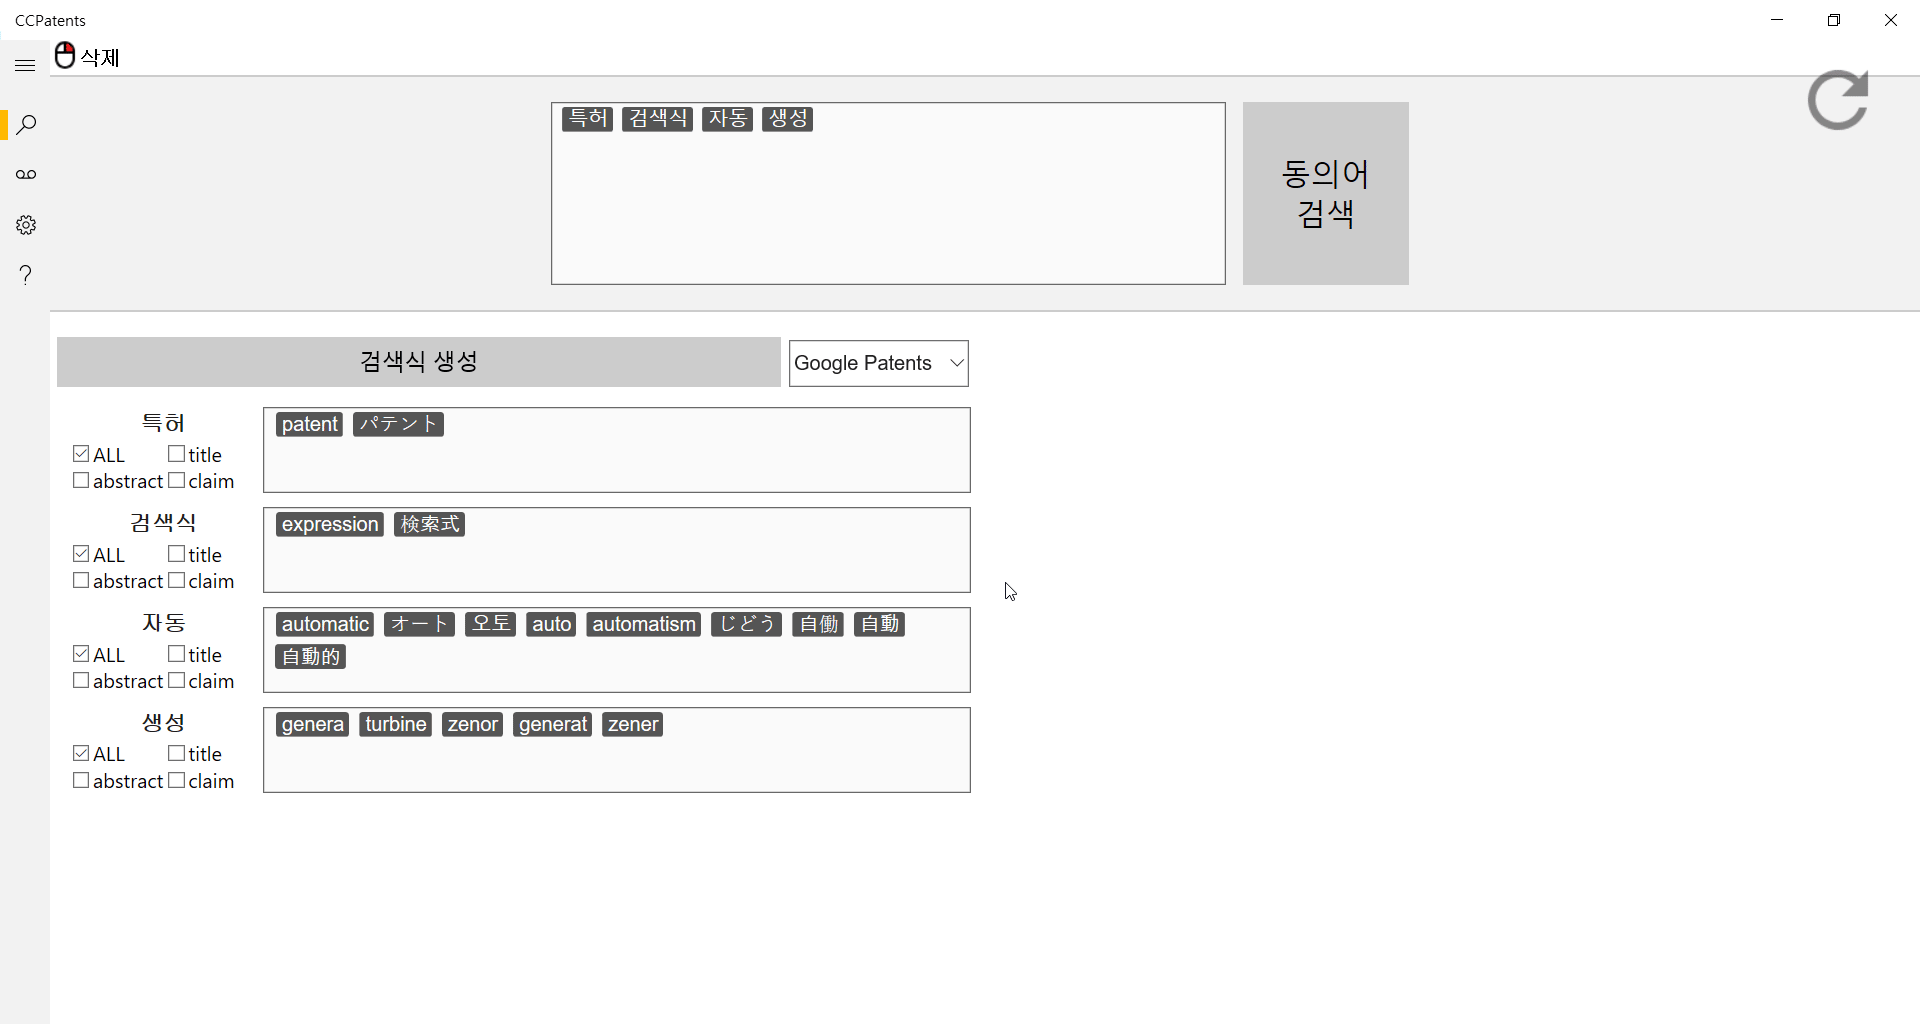 CCPatents
삭제
특허 검색식 자동 생성
동의어
검색
검색식 생성
Google Patents
특허
ALL title
abstract claim
patent パテント
검색식
ALL title
abstract claim
expression 検索式
자동
ALL title
abstract claim
automatic オート 오토 auto automatism じどう 自働 自動
自動的
생성
ALL title
abstract claim
genera turbine zenor generat zener